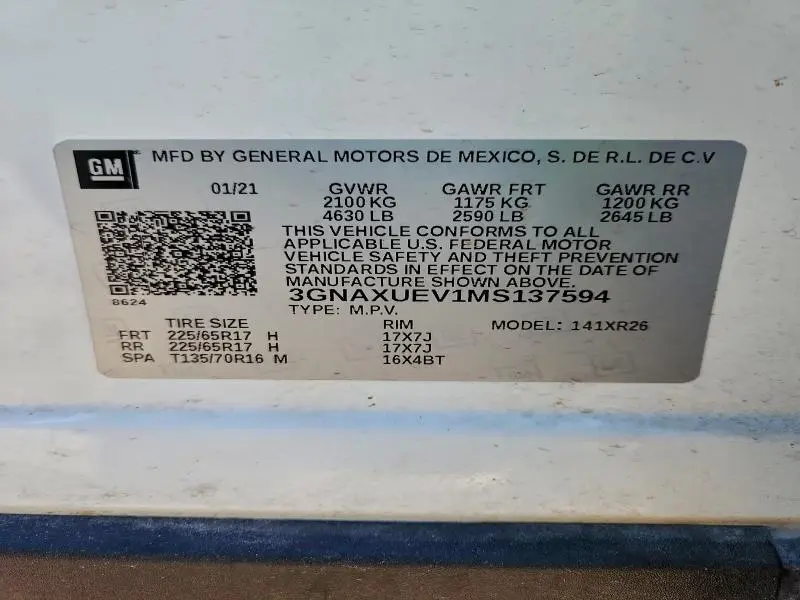 GM MFD BY GENERAL MOTORS DE MEXICO, S. DE R.L. DE C.V
01/21 GVWR GAWR FRT GAWR RR
2100 KG 1175 KG 1200 KG
4630 LB 2590 LB 2645 LB
THIS VEHICLE CONFORMS TO ALL
APPLICABLE U.S. FEDERAL MOTOR
VEHICLE SAFETY AND THEFT PREVENTION
STANDARDS IN EFFECT ON THE DATE OF
MANUFACTURE SHOWN ABOVE.
8624 3GNAXUEV1MS137594
TYPE: M.P.V.
TIRE SIZE RIM MODEL: 141XR26
FRT 225/65R17 H 17X7J
RR 225/65R17 H 17X7J
SPA T135/70R16 M 16X4BT